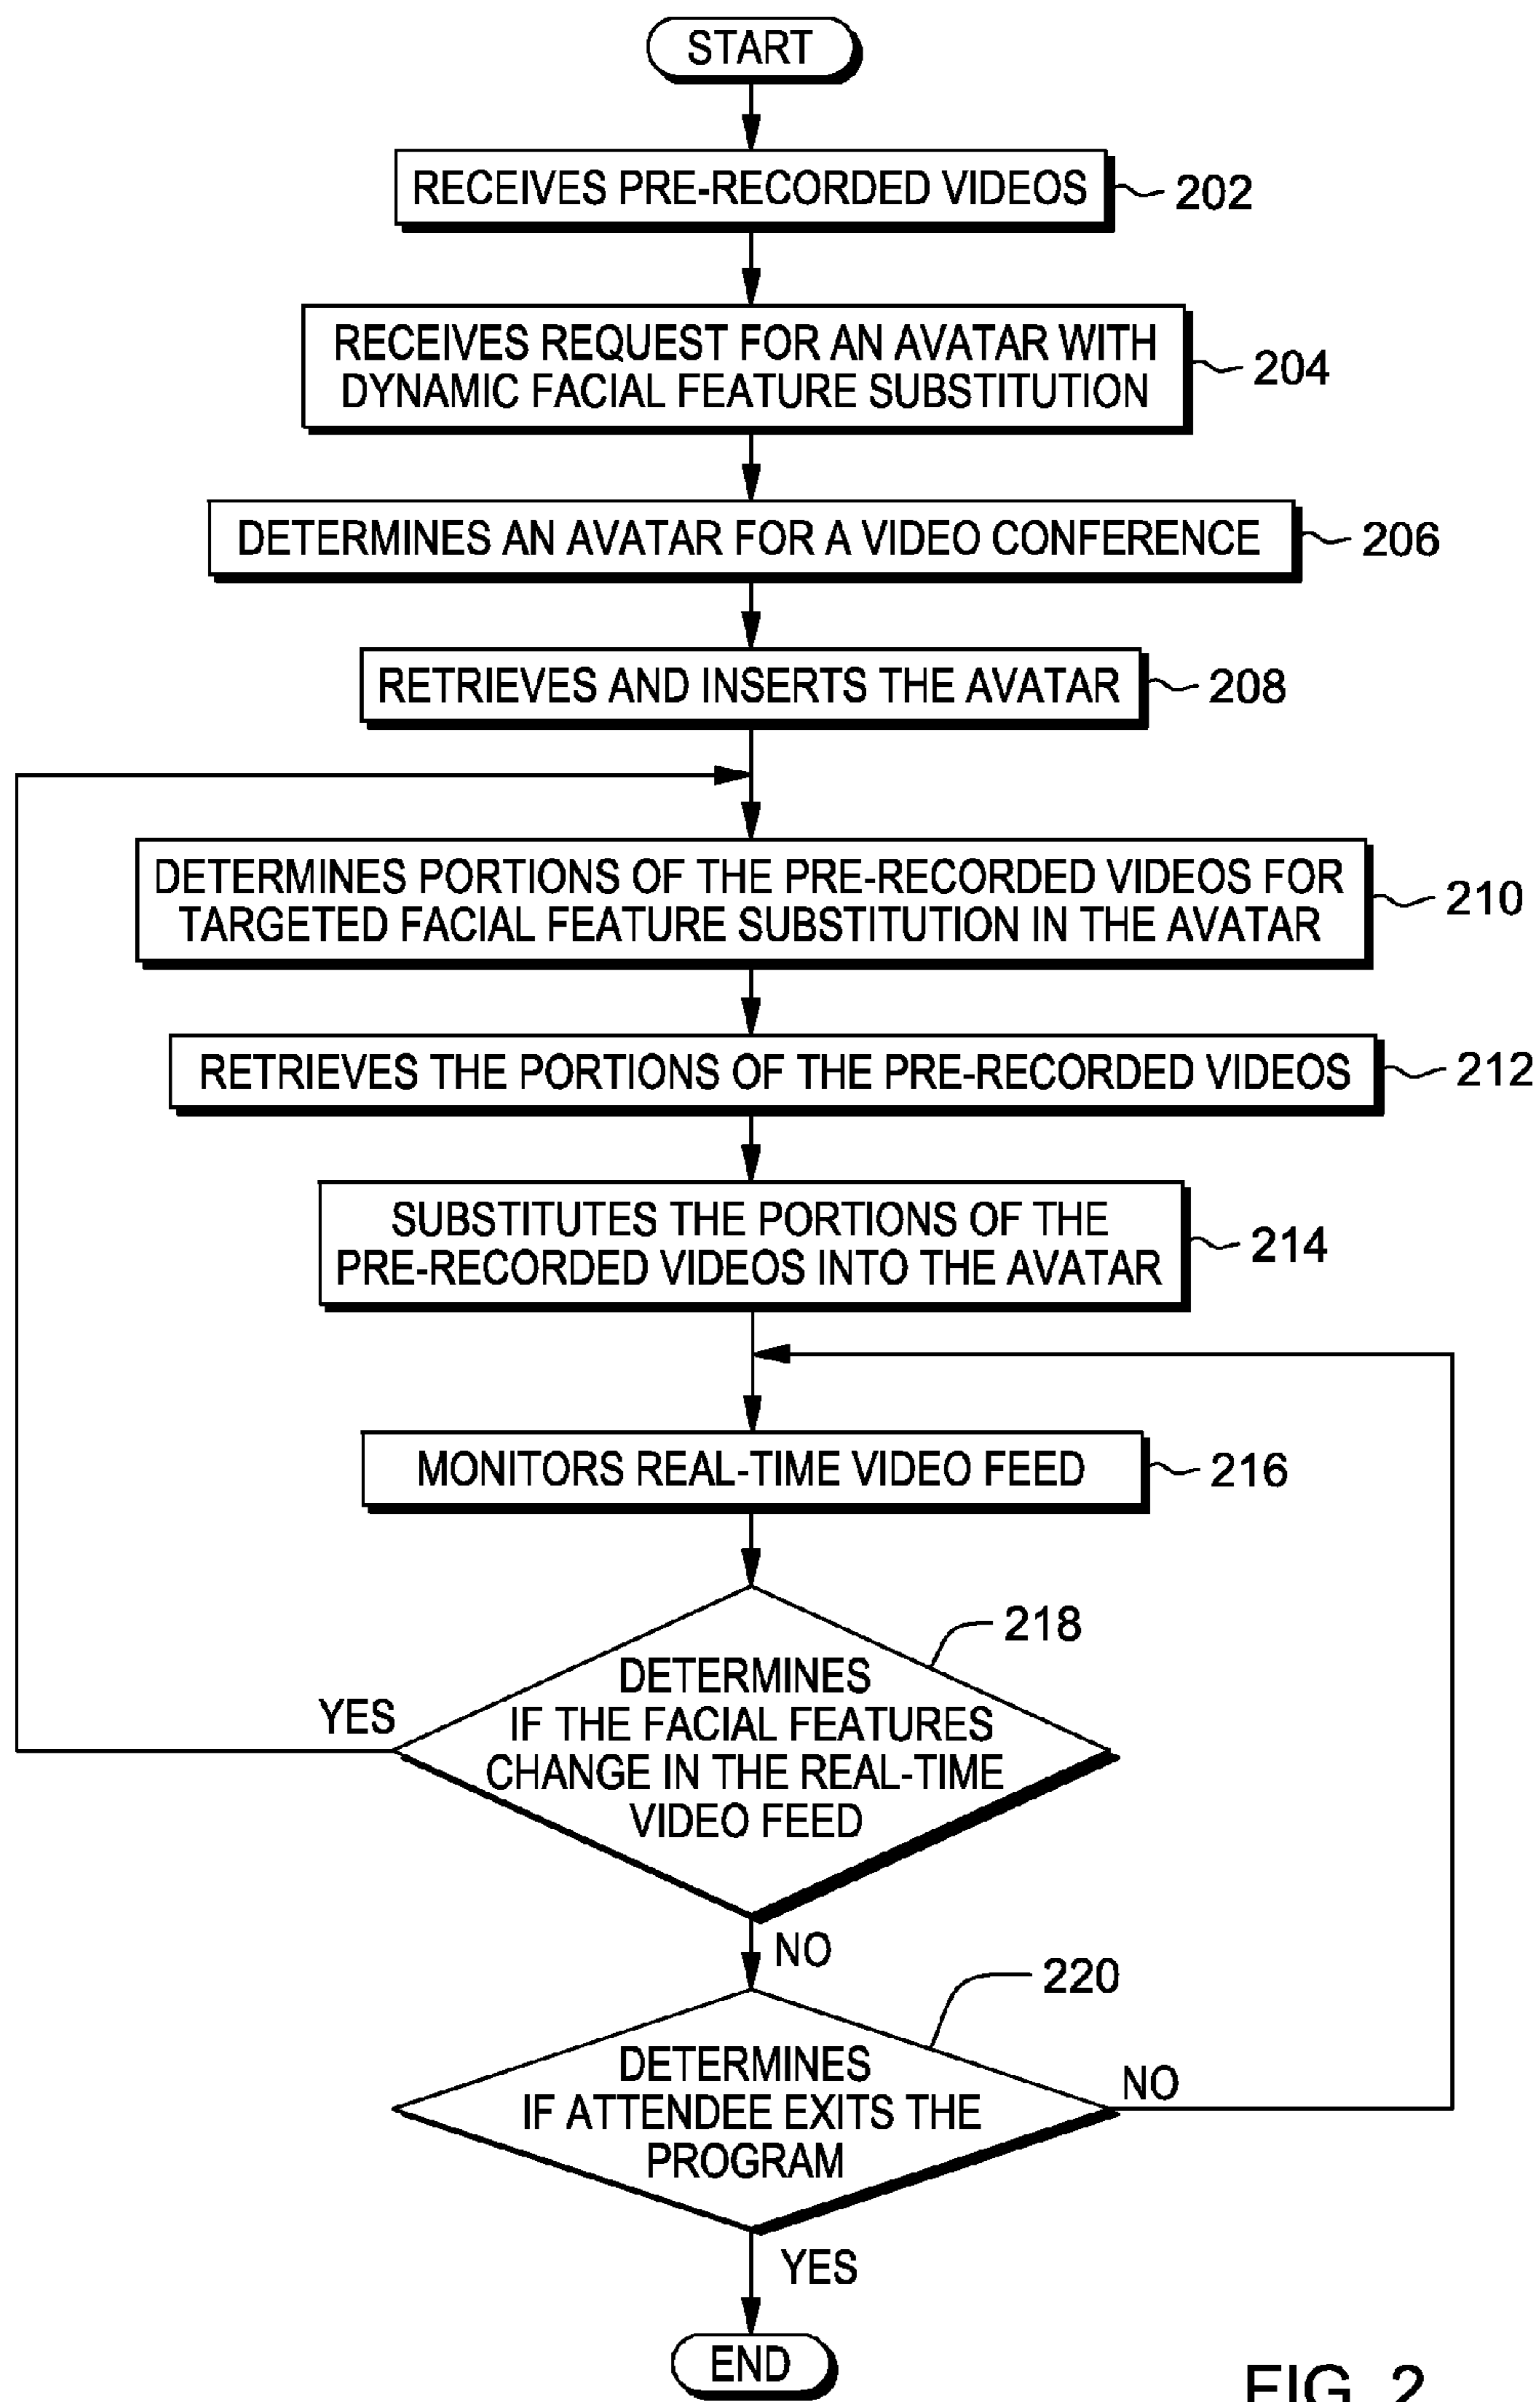 START
RECEIVES PRE-RECORDED VIDEOS
202
RECEIVES REQUEST FOR AN AVATAR WITH
DYNAMIC FACIAL FEATURE SUBSTITUTION
204
DETERMINES AN AVATAR FOR A VIDEO CONFERENCE
206
RETRIEVES AND INSERTS THE AVATAR
208
DETERMINES PORTIONS OF THE PRE-RECORDED VIDEOS FOR
TARGETED FACIAL FEATURE SUBSTITUTION IN THE AVATAR
210
RETRIEVES THE PORTIONS OF THE PRE-RECORDED VIDEOS
212
SUBSTITUTES THE PORTIONS OF THE
PRE-RECORDED VIDEOS INTO THE AVATAR
214
MONITORS REAL-TIME VIDEO FEED
216
218
DETERMINES
IF THE FACIAL FEATURES
CHANGE IN THE REAL-TIME
VIDEO FEED
YES
NO
220
DETERMINES
IF ATTENDEE EXITS THE
PROGRAM
NO
YES
END
FIG. 2